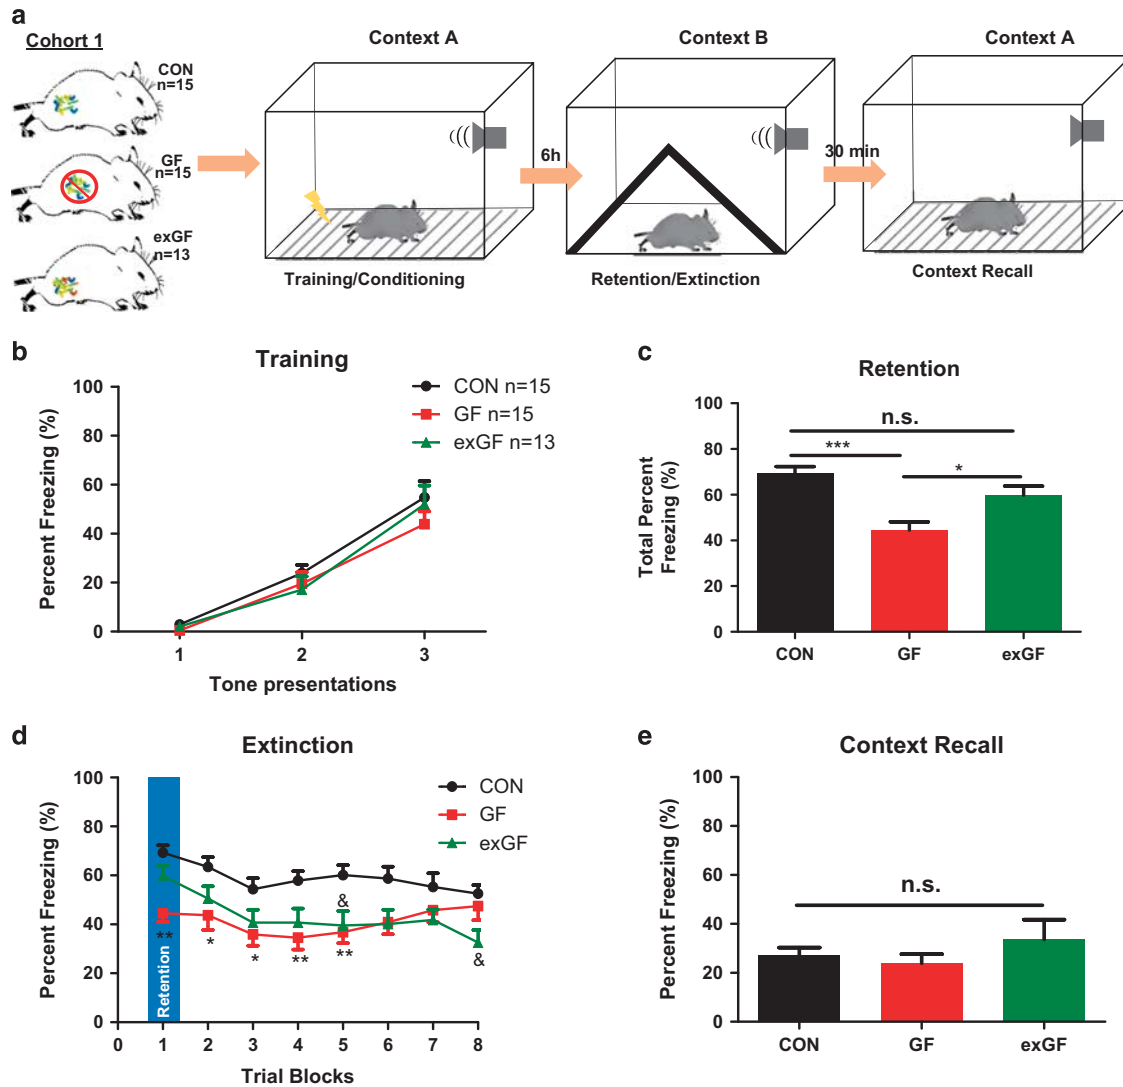 a
Cohort 1
CON
n=15
GF
n=15
exGF
n=13
Context A
Training/Conditioning
6h
Context B
Retention/Extinction
30 min
Context A
Context Recall
b
Training
CON n=15
GF n=15
exGF n=13
Percent Freezing (%)
100
80
60
40
20
0
1 2 3
Tone presentations
c
Retention
Total Percent
Freezing (%)
100
80
60
40
20
0
n.s.
***
*
CON GF exGF
d
Extinction
CON
GF
exGF
Percent Freezing (%)
100
80
60
40
20
0
Retention
**
*
*
**
&
**
&
0 1 2 3 4 5 6 7 8
Trial Blocks
e
Context Recall
Percent Freezing (%)
100
80
60
40
20
0
n.s.
CON GF exGF